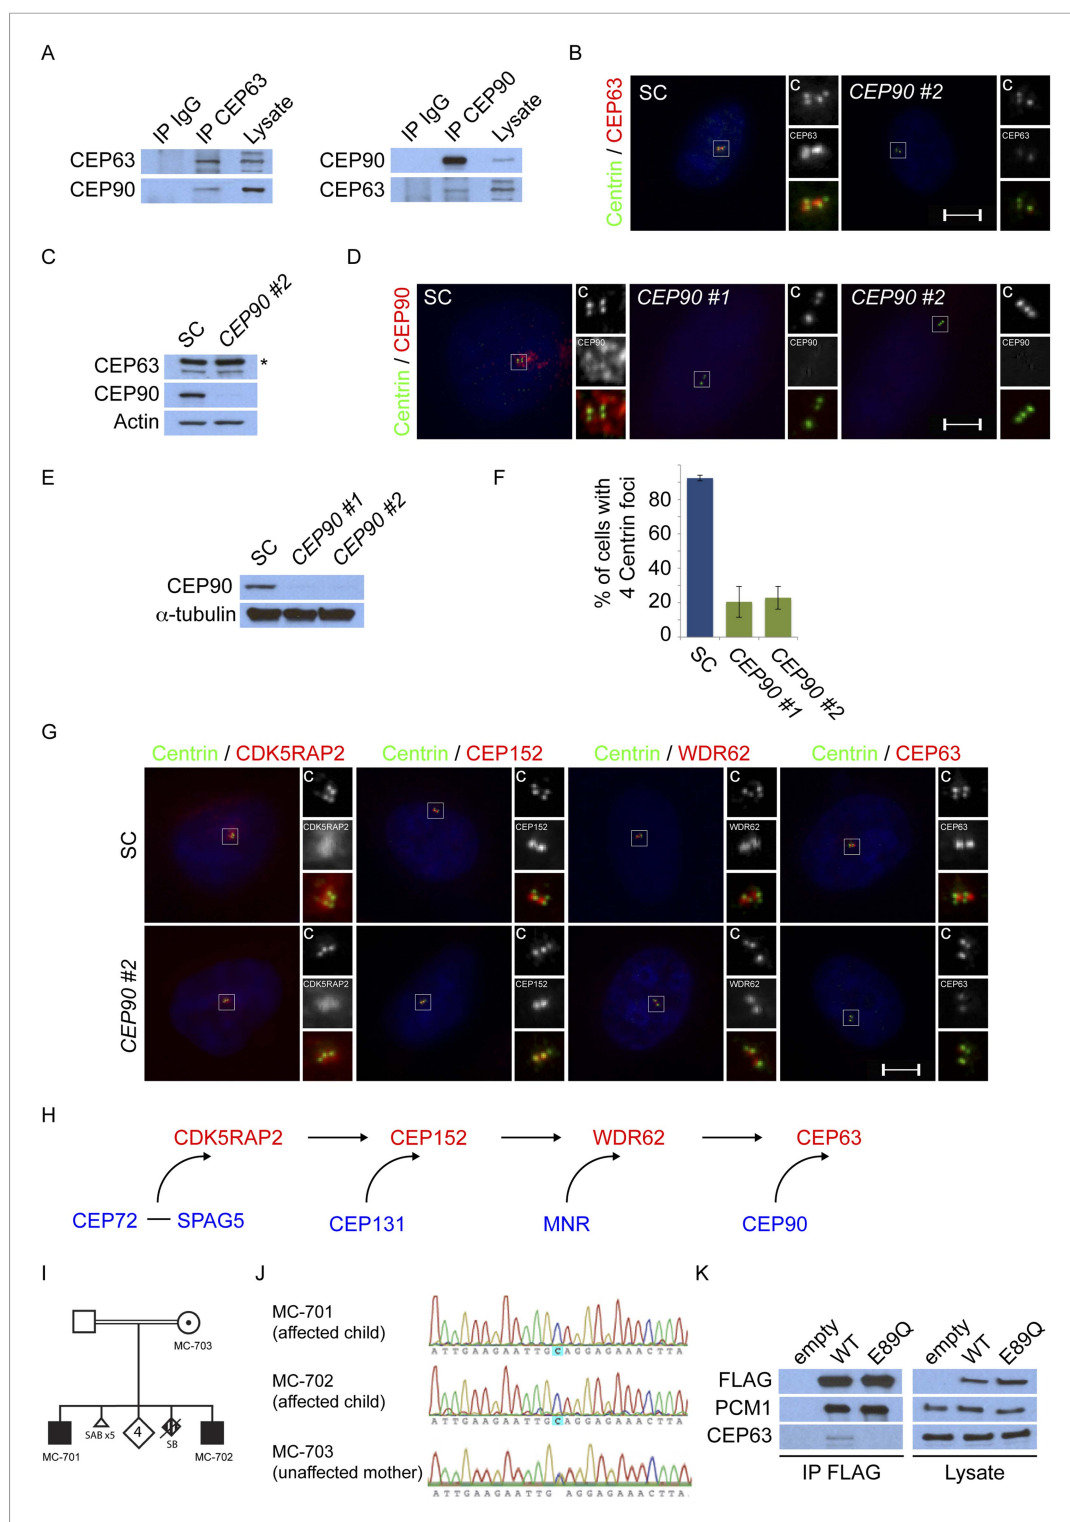 A
IP IgG
IP CEP63
Lysate
CEP63
CEP90
IP IgG
IP CEP90
Lysate
CEP90
CEP63
B
Centrin / CEP63
SC
C
CEP63
CEP90 #2
C
CEP63
C
SC
CEP90 #2
CEP63
*
CEP90
Actin
D
Centrin / CEP90
SC
C
CEP90
CEP90 #1
C
CEP90
CEP90 #2
C
CEP90
E
SC
CEP90 #1
CEP90 #2
CEP90
α-tubulin
F
% of cells with
4 Centrin foci
80
60
40
20
0
SC
CEP90 #1
CEP90 #2
G
Centrin / CDK5RAP2
Centrin / CEP152
Centrin / WDR62
Centrin / CEP63
SC
C
CDK5RAP2
C
CEP152
C
WDR62
C
CEP63
CEP90 #2
C
CDK5RAP2
C
CEP152
C
WDR62
C
CEP63
H
CDK5RAP2
CEP152
WDR62
CEP63
CEP72
SPAG5
CEP131
MNR
CEP90
I
MC-703
MC-701
SAB x5
4
SB
MC-702
J
MC-701
(affected child)
ATTGAAGAATTGCAGGAGAAACTTA
MC-702
(affected child)
ATTGAAGAATTGCAGGAGAAACTTA
MC-703
(unaffected mother)
ATTGAAGAATTG AGGAGAAACTTA
K
empty
WT
E89Q
empty
WT
E89Q
FLAG
PCM1
CEP63
IP FLAG
Lysate